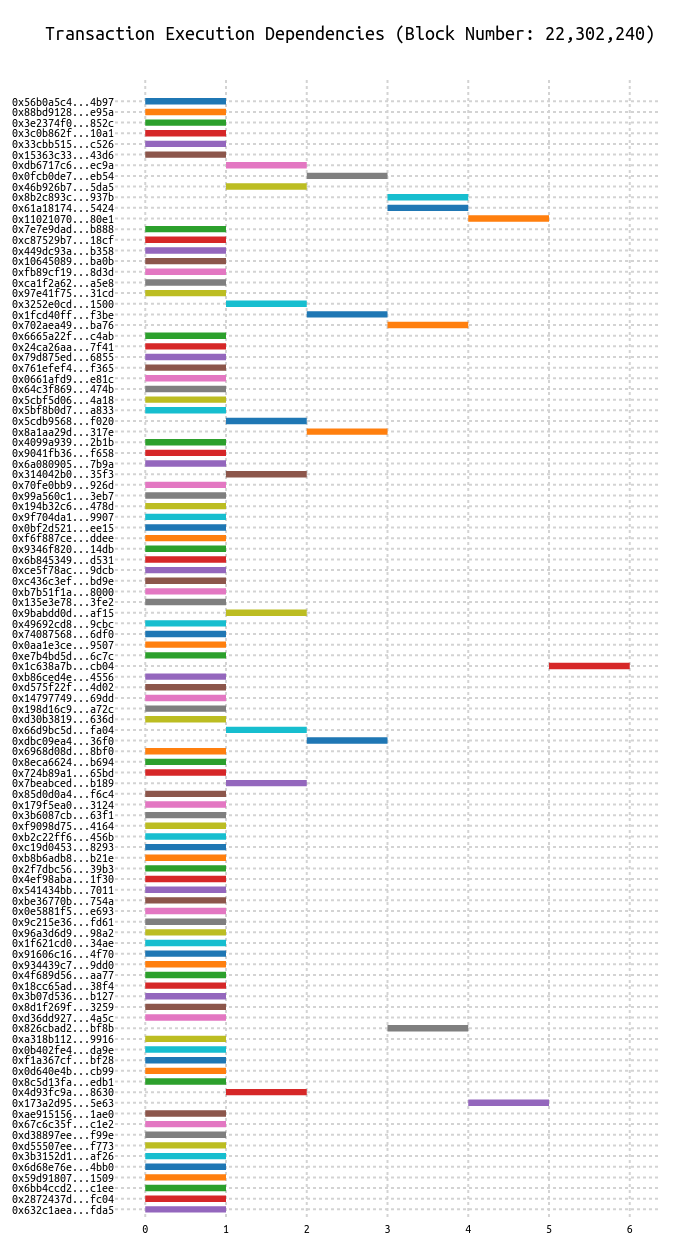 Transaction Execution Dependencies (Block Number: 22,302,240)
0x56b0a5c4...4b97
0x88bd9128...e95a
0x3e2374f0...852c
0x3c0b862f...10a1
0x33cbb515...c526
0x15363c33...43d6
0xdb6717c6...ec9a
0x0fcb0de7...eb54
0x46b926b7...5da5
0x8b2c893c...937b
0x61a18174...5424
0x11021070...80e1
0x7e7e9dad...b888
0xc87529b7...18cf
0x449dc93a...b358
0x10645089...ba0b
0xfb89cf19...8d3d
0xca1f2a62...a5e8
0x97e41f75...31cd
0x3252e0cd...1500
0x1fcd40ff...f3be
0x702aea49...ba76
0x6665a22f...c4ab
0x24ca26aa...7f41
0x79d875ed...6855
0x761efef4...f365
0x0661afd9...e81c
0x64c3f869...474b
0x5cbf5d06...4a18
0x5bf8b0d7...a833
0x5cdb9568...f020
0x8a1aa29d...317e
0x4099a939...2b1b
0x9041fb36...f658
0x6a080905...7b9a
0x314042b0...35f3
0x70fe0bb9...926d
0x99a560c1...3eb7
0x194b32c6...478d
0x9f704da1...9907
0x0bf2d521...ee15
0xf6f887ce...ddee
0x9346f820...14db
0x6b845349...d531
0xce5f78ac...9dcb
0xc436c3ef...bd9e
0xb7b51f1a...8000
0x135e3e78...3fe2
0x9babdd0d...af15
0x49692cd8...9cbc
0x74087568...6df0
0x0aa1e3ce...9507
0xe7b4bd5d...6c7c
0x1c638a7b...cb04
0xb86ced4e...4556
0xd575f22f...4d02
0x14797749...69dd
0x198d16c9...a72c
0xd30b3819...636d
0x66d9bc5d...fa04
0xdbc09ea4...36f0
0x6968d08d...8bf0
0x8eca6624...b694
0x724b89a1...65bd
0x7beabced...b189
0x85d0d0a4...f6c4
0x179f5ea0...3124
0x3b6087cb...63f1
0xf9098d75...4164
0xb2c22ff6...456b
0xc19d0453...8293
0xb8b6adb8...b21e
0x2f7dbc56...39b3
0x4ef98aba...1f30
0x541434bb...7011
0xbe36770b...754a
0x0e5881f5...e693
0x9c215e36...fd61
0x96a3d6d9...98a2
0x1f621cd0...34ae
0x91606c16...4f70
0x934439c7...9dd0
0x4f689d56...aa77
0x18cc65ad...38f4
0x3b07d536...b127
0x8d1f269f...3259
0xd36dd927...4a5c
0x826cbad2...bf8b
0xa318b112...9916
0x0b402fe4...da9e
0xf1a367cf...bf28
0x0d640e4b...cb99
0x8c5d13fa...edb1
0x4d93fc9a...8630
0x173a2d95...5e63
0xae915156...1ae0
0x67c6c35f...c1e2
0xd38897ee...f99e
0xd55507ee...f773
0x3b3152d1...af26
0x6d68e76e...4bb0
0x59d91807...1509
0x6bb4ccd2...c1ee
0x2872437d...fc04
0x632c1aea...fda5
0 1 2 3 4 5 6